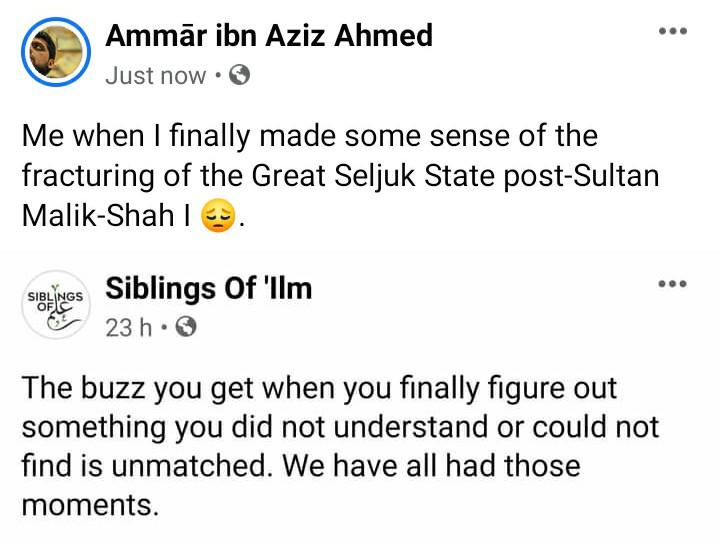 Ammār ibn Aziz Ahmed
Just now •
Me when I finally made some sense of the
fracturing of the Great Seljuk State post-Sultan
Malik-Shah I 😔.
SIBLINGS
OF علم
Siblings Of 'Ilm
23 h •
The buzz you get when you finally figure out
something you did not understand or could not
find is unmatched. We have all had those
moments.